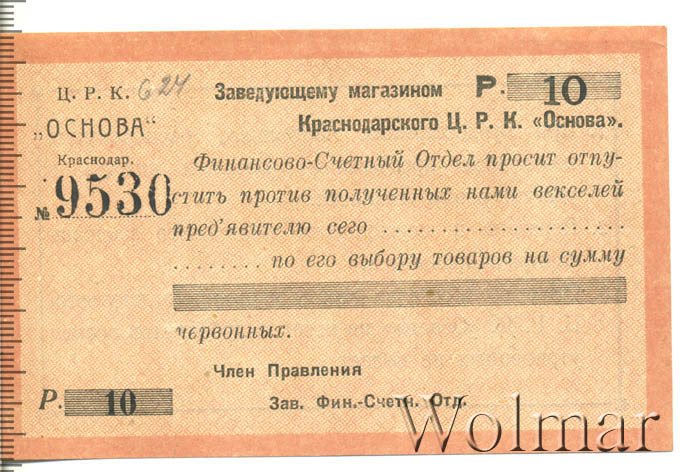 Ц. Р. К. 624
„ОСНОВА"
Краснодар.
№ 9530
Заведующему магазином Р. 10
Краснодарского Ц. Р. К. «Основа».
Финансово-Счетный Отдел просит отпу-
стить против полученных нами векселей
пред'явителю сего ........................
......... по его выбору товаров на сумму
червонных.
Член Правления
Р. 10
Зав. Фин.-Счетн. Отд.
Wolmar